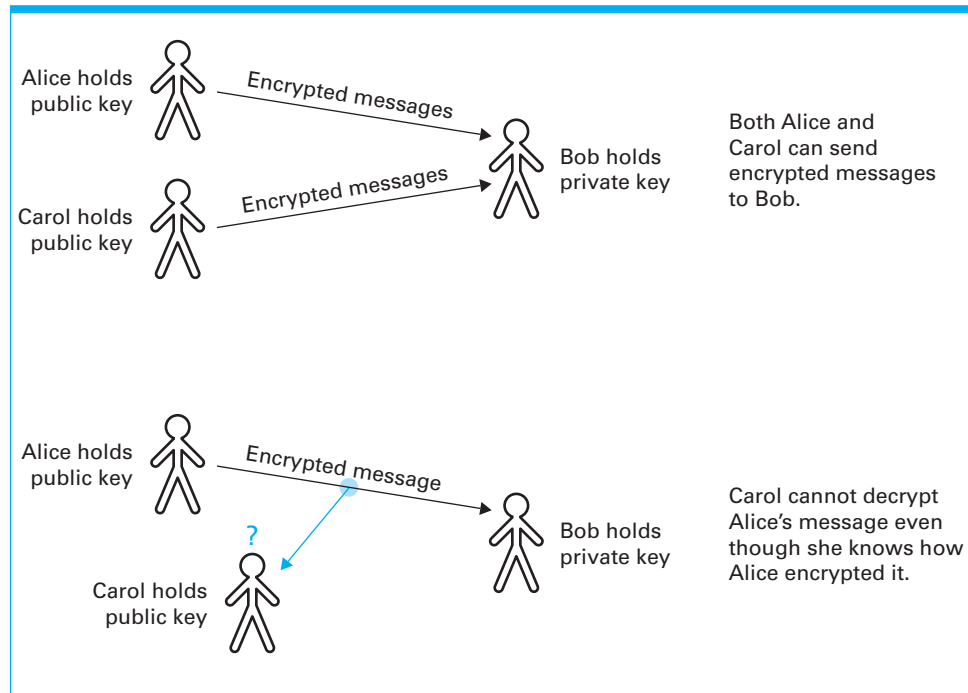 Alice holds
public key
Encrypted messages
Carol holds
public key
Encrypted messages
Bob holds
private key
Both Alice and
Carol can send
encrypted messages
to Bob.
Alice holds
public key
Encrypted message
?
Carol holds
public key
Bob holds
private key
Carol cannot decrypt
Alice’s message even
though she knows how
Alice encrypted it.